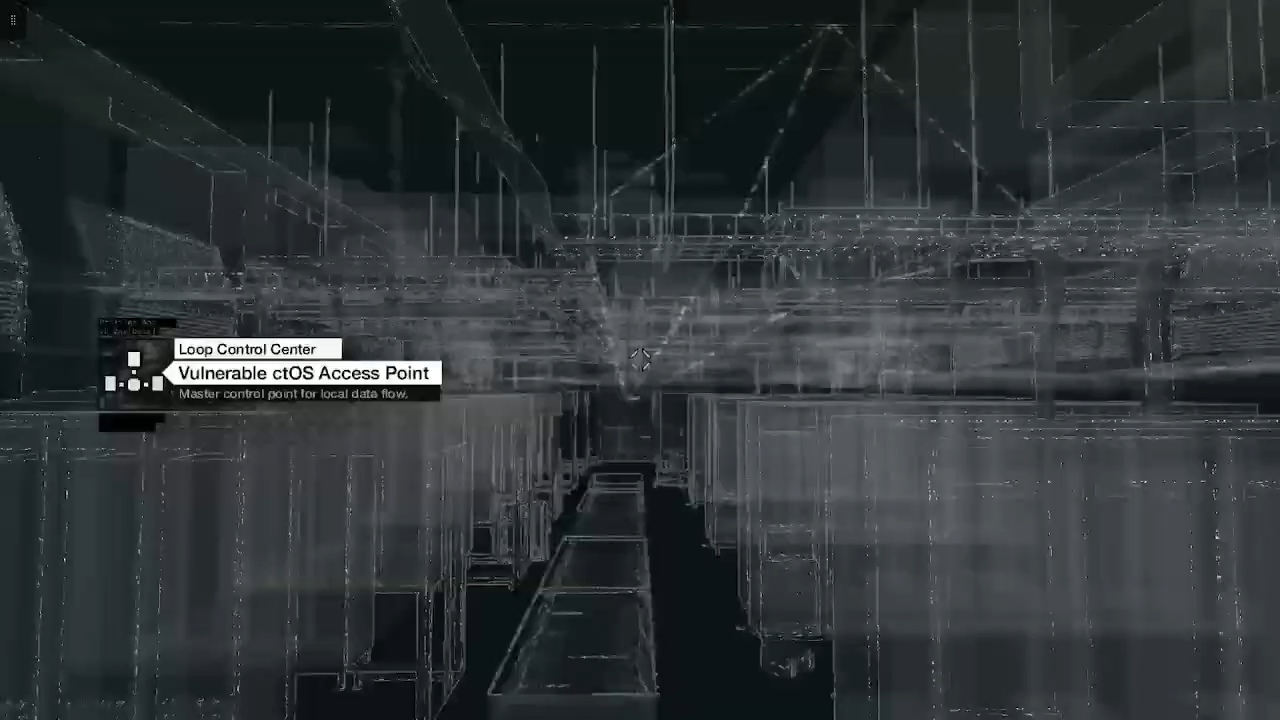 Loop Control Center
Vulnerable ctOS Access Point
Master control point for local data flow.